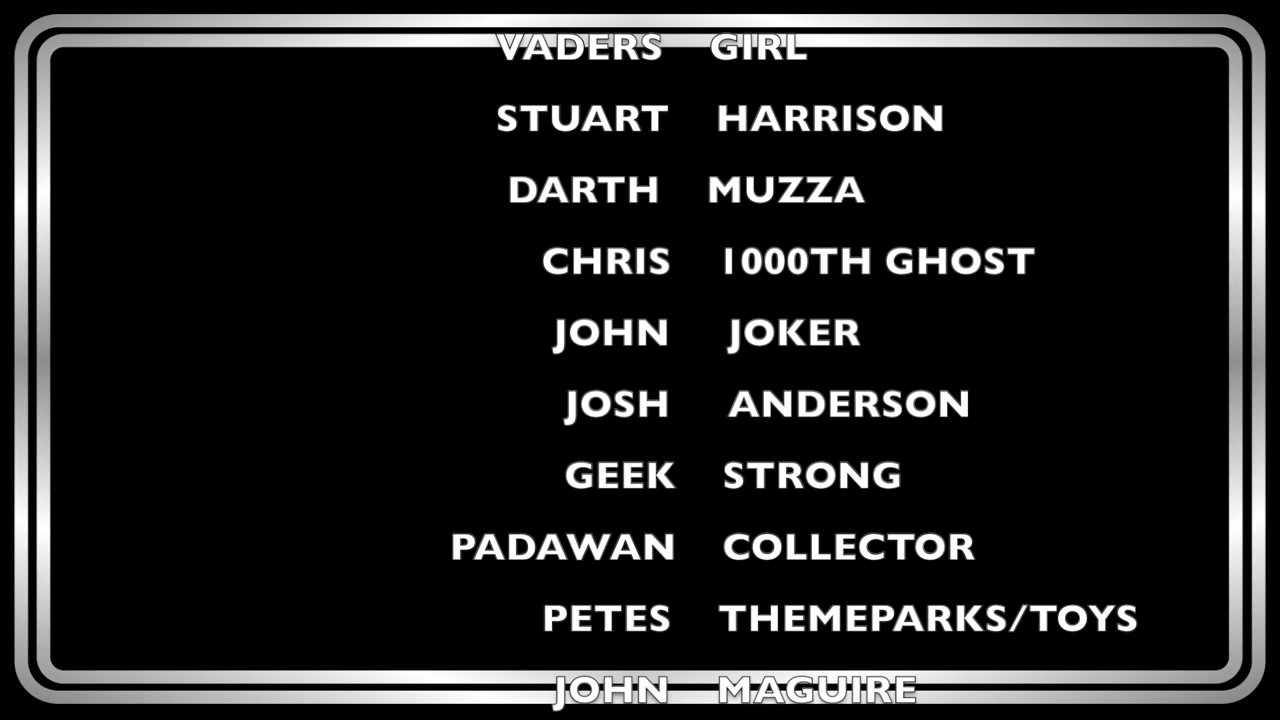 VADERS GIRL
STUART HARRISON
DARTH MUZZA
CHRIS 1000TH GHOST
JOHN JOKER
JOSH ANDERSON
GEEK STRONG
PADAWAN COLLECTOR
PETES THEMEPARKS/TOYS
JOHN MAGUIRE